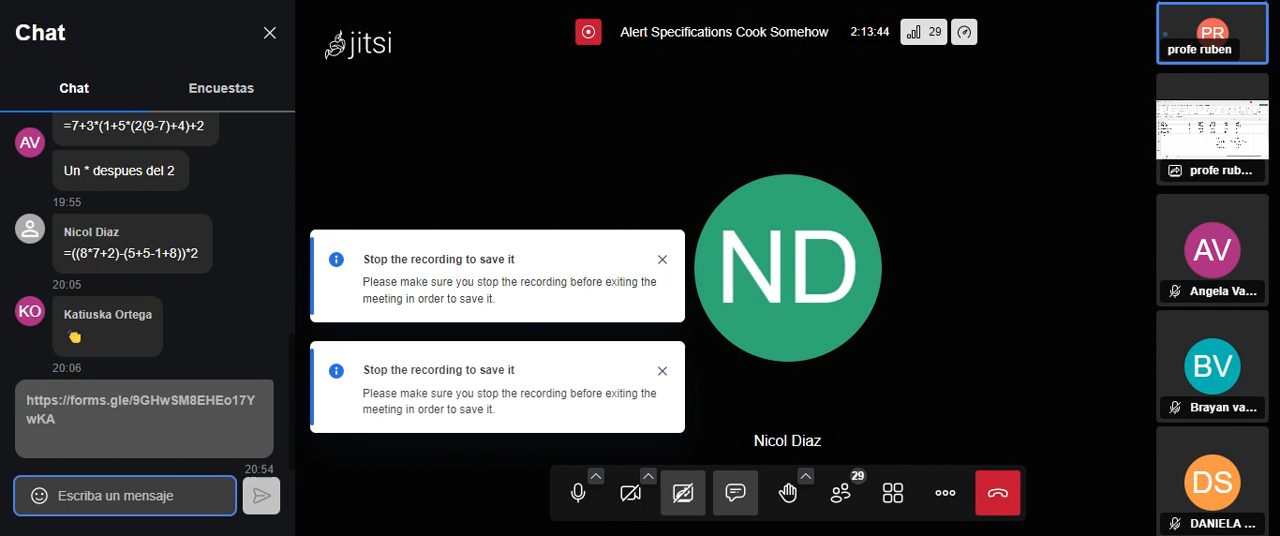 Chat
Chat
Encuestas
AV
=7+3*(1+5*(2(9-7)+4)+2
Un * despues del 2
19:55
Nicol Diaz
=((8*7+2)-(5+5-1+8))*2
20:05
KO
Katiuska Ortega
20:06
https://forms.gle/9GHwSM8EHEo17Y
wKA
20:54
Escriba un mensaje
jitsi
Alert Specifications Cook Somehow
2:13:44
29
Stop the recording to save it
Please make sure you stop the recording before exiting the
meeting in order to save it.
Stop the recording to save it
Please make sure you stop the recording before exiting the
meeting in order to save it.
ND
Nicol Diaz
29
PR
profe ruben
profe rub...
AV
Angela Va...
BV
Brayan va...
DS
DANIELA ...